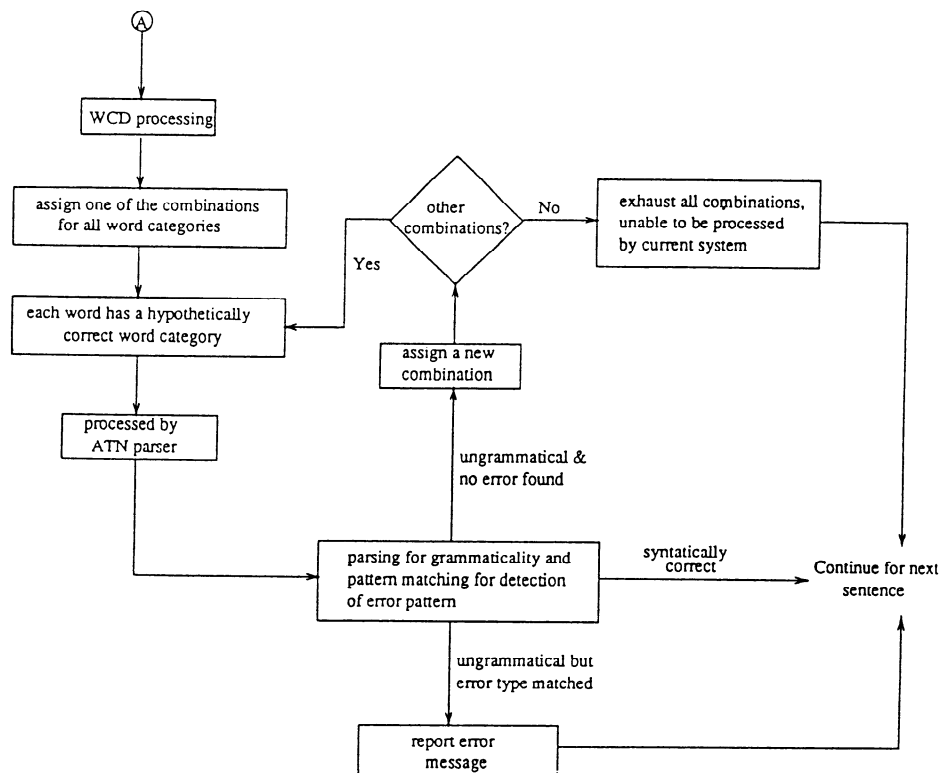 A
WCD processing
assign one of the combinations
for all word categories
each word has a hypothetically
correct word category
processed by
ATN parser
other
combinations?
No
Yes
exhaust all combinations,
unable to be processed
by current system
assign a new
combination
ungrammatical &
no error found
parsing for grammaticality and
pattern matching for detection
of error pattern
syntatically
correct
Continue for next
sentence
ungrammatical but
error type matched
report error
message